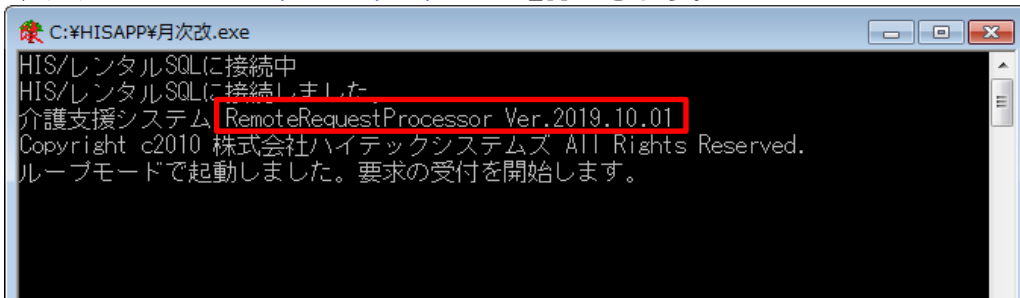 C:¥HISAPP¥月次改.exe
HIS/レンタルSQLに接続中
HIS/レンタルSQLに接続しました。
介護支援システム RemoteRequestProcessor Ver.2019.10.01
Copyright c2010 株式会社ハイテックシステムズ All Rights Reserved.
ループモードで起動しました。要求の受付を開始します。